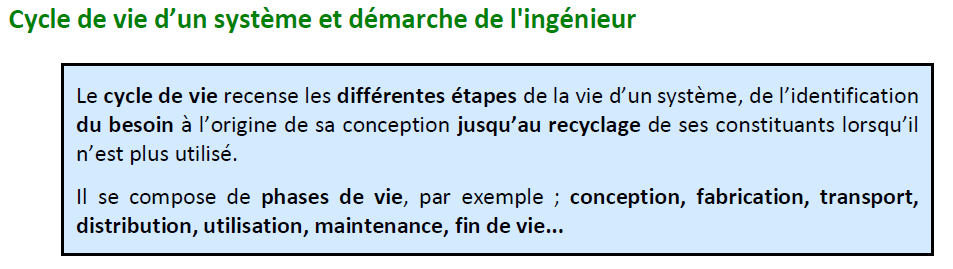 Cycle de vie d’un système et démarche de l'ingénieur
Le cycle de vie recense les différentes étapes de la vie d’un système, de l’identification
du besoin à l’origine de sa conception jusqu’au recyclage de ses constituants lorsqu’il
n’est plus utilisé.
Il se compose de phases de vie, par exemple ; conception, fabrication, transport,
distribution, utilisation, maintenance, fin de vie...